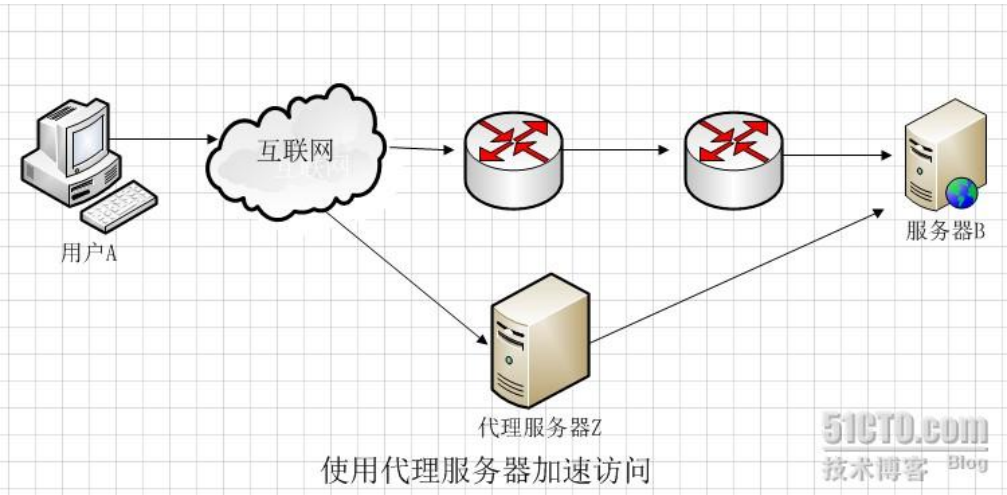 互联网
用户A
服务器B
代理服务器Z
使用代理服务器加速访问
51CTO.com
技术博客 Blog